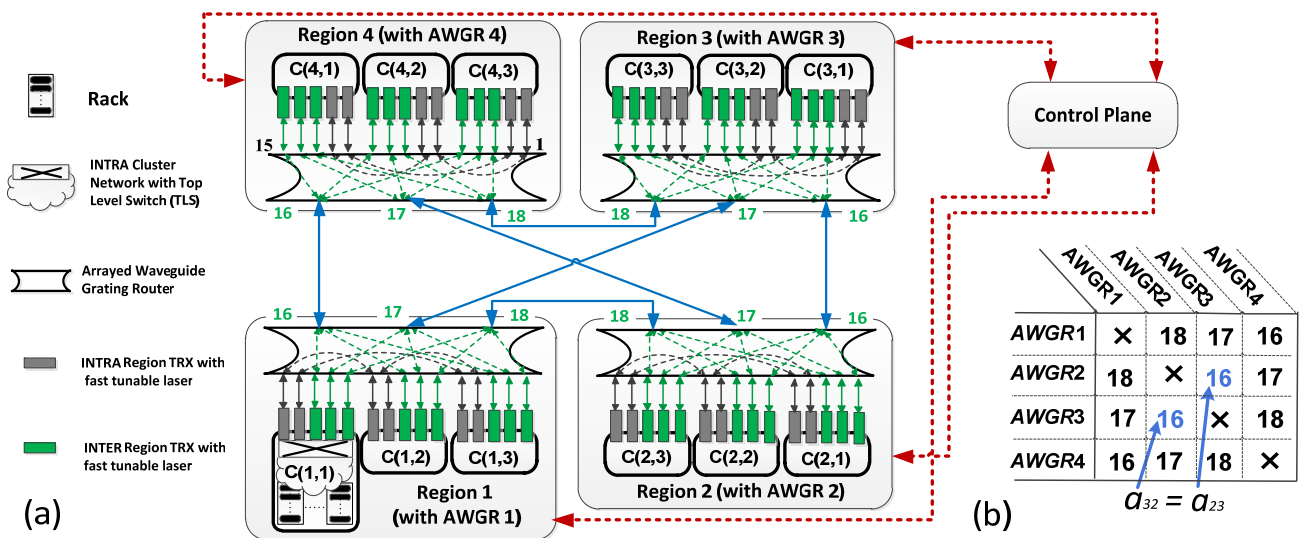 Rack
INTRA Cluster
Network with Top
Level Switch (TLS)
Arrayed Waveguide
Grating Router
INTRA Region TRX with
fast tunable laser
INTER Region TRX with
fast tunable laser
(a)
Region 4 (with AWGR 4)
C(4,1) C(4,2) C(4,3)
15 1
16 17 18
Region 3 (with AWGR 3)
C(3,3) C(3,2) C(3,1)
18 17 16
Control Plane
16 17 18
C(1,1) C(1,2) C(1,3)
Region 1
(with AWGR 1)
18 17 16
C(2,3) C(2,2) C(2,1)
Region 2 (with AWGR 2)
AWGR1 AWGR2 AWGR3 AWGR4
AWGR1 × 18 17 16
AWGR2 18 × 16 17
AWGR3 17 16 × 18
AWGR4 16 17 18 ×
(b)
a32 = a23